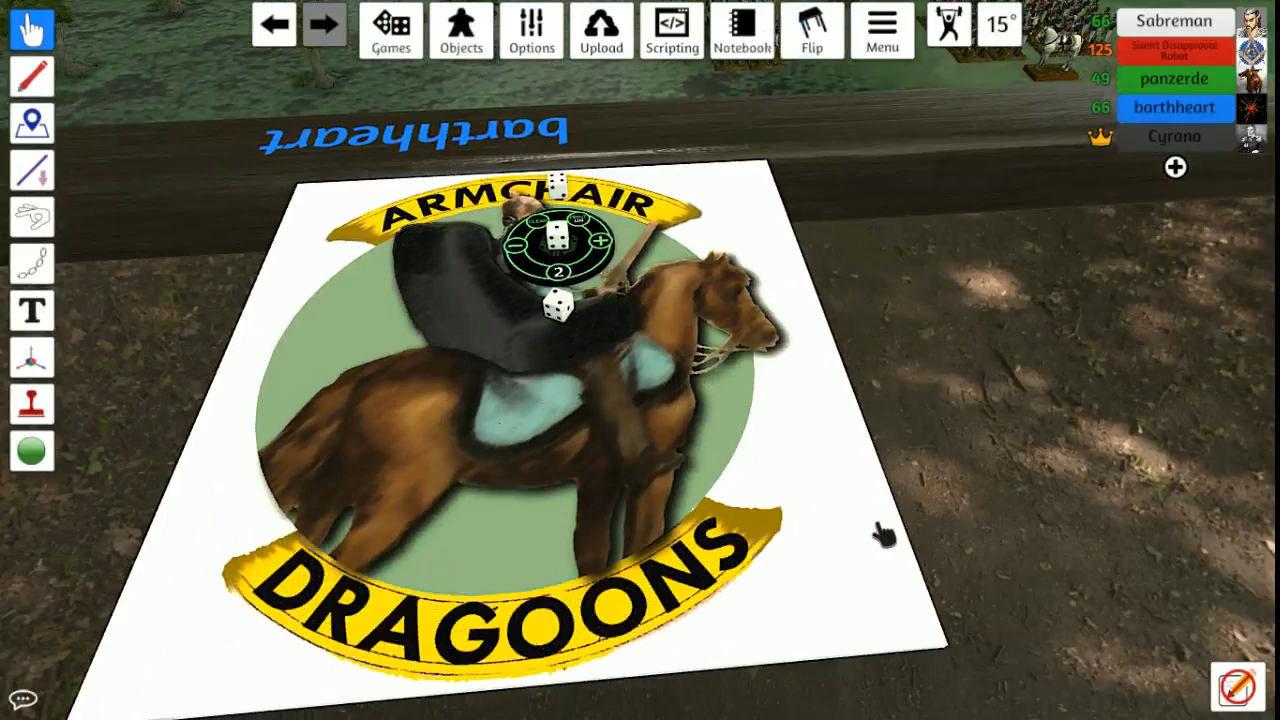 Games
Objects
Options
Upload
Scripting
Notebook
Flip
Menu
15°
66 Sabreman
125 Silent Disapproval Robot
49 panzerde
66 barthheart
Cyrano
barthheart
ARMCHAIR
2
DRAGOONS
T